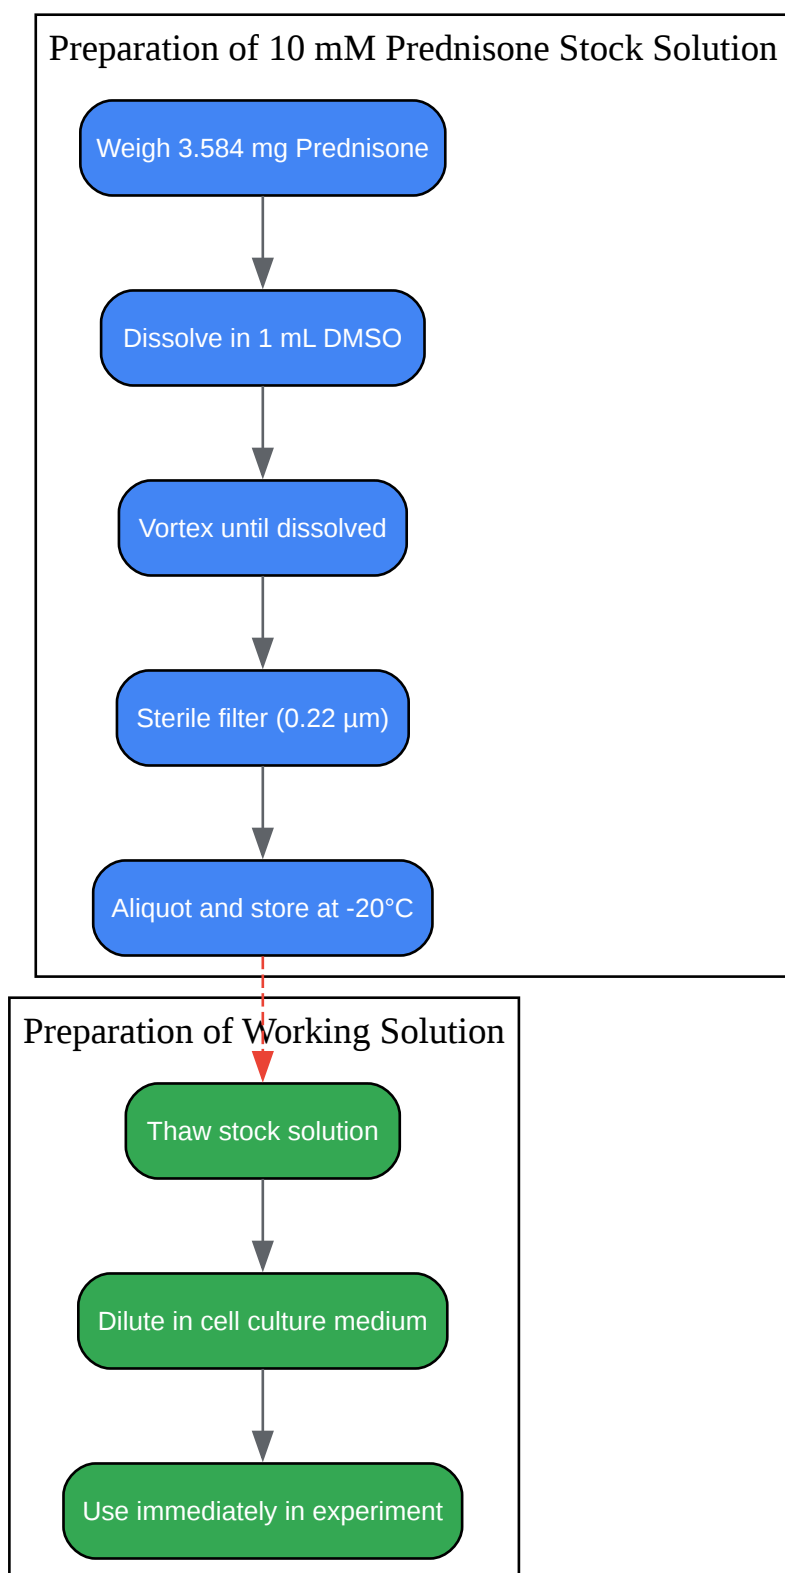 Preparation of 10 mM Prednisone Stock Solution
Weigh 3.584 mg Prednisone
Dissolve in 1 mL DMSO
Vortex until dissolved
Sterile filter (0.22 µm)
Aliquot and store at -20°C
Preparation of Working Solution
Thaw stock solution
Dilute in cell culture medium
Use immediately in experiment